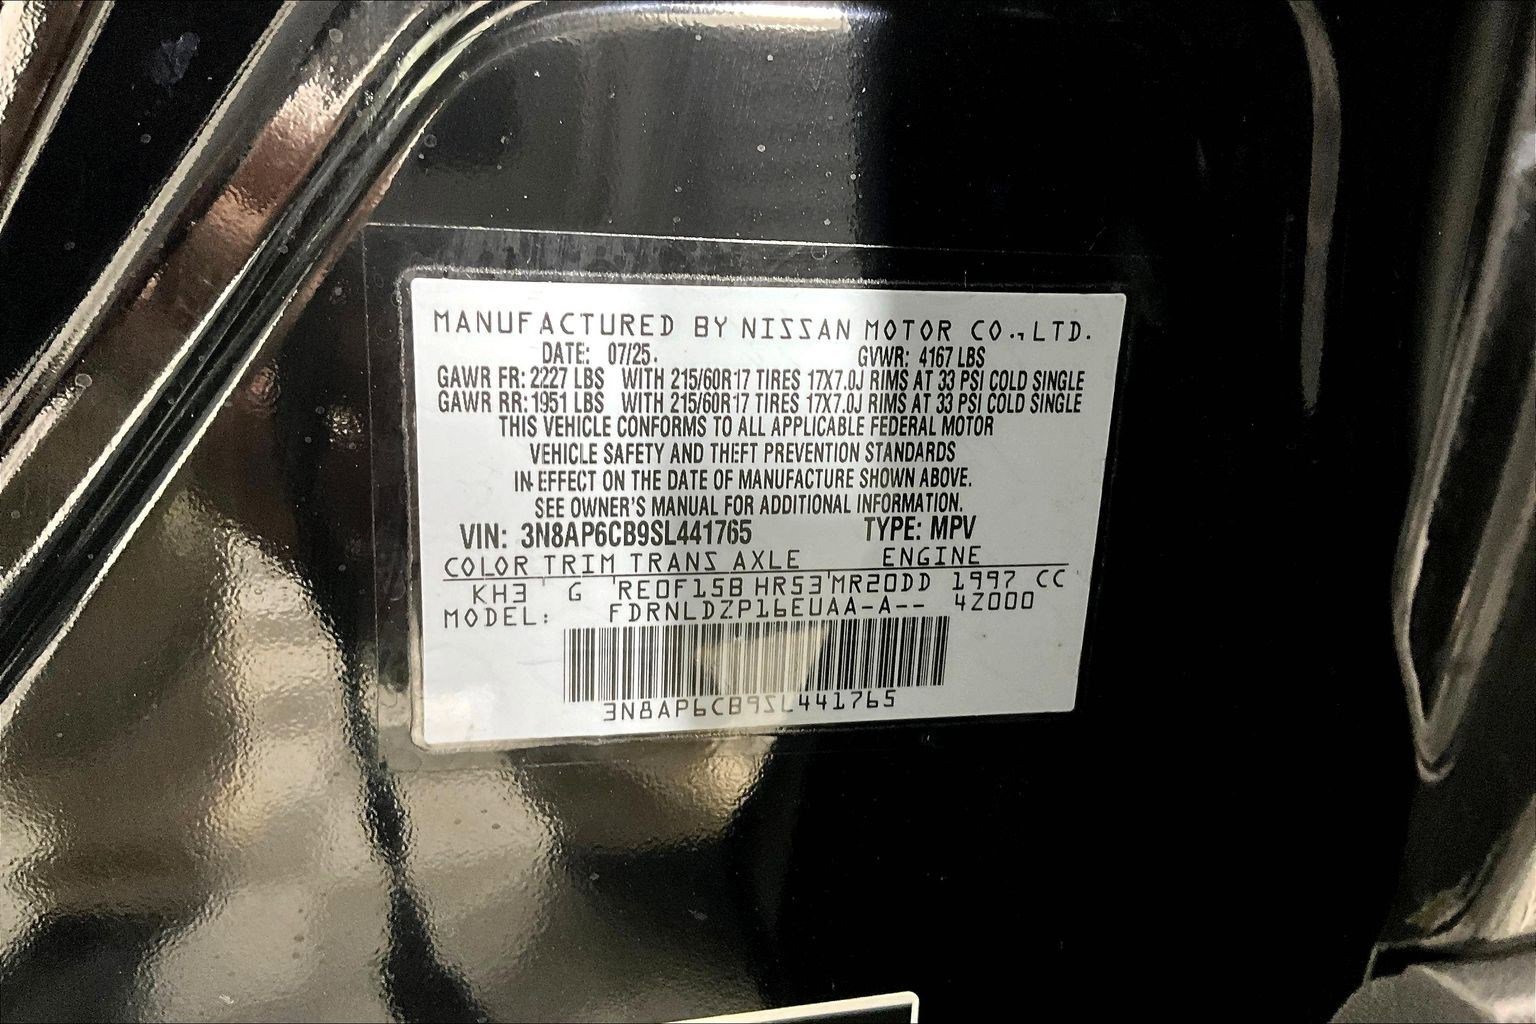 MANUFACTURED BY NISSAN MOTOR CO.,LTD.
DATE: 07/25. GVWR: 4167 LBS
GAWR FR: 2227 LBS WITH 215/60R17 TIRES 17X7.0J RIMS AT 33 PSI COLD SINGLE
GAWR RR: 1951 LBS WITH 215/60R17 TIRES 17X7.0J RIMS AT 33 PSI COLD SINGLE
THIS VEHICLE CONFORMS TO ALL APPLICABLE FEDERAL MOTOR
VEHICLE SAFETY AND THEFT PREVENTION STANDARDS
IN EFFECT ON THE DATE OF MANUFACTURE SHOWN ABOVE.
SEE OWNER'S MANUAL FOR ADDITIONAL INFORMATION.
VIN: 3N8AP6CB9SL441765 TYPE: MPV
COLOR TRIM TRANS AXLE ENGINE
KH3 G RE0F15B HR53 MR20DD 1997 CC
MODEL: FDRNLDZP16EUAA-A-- 4Z000
3N8AP6CB9SL441765